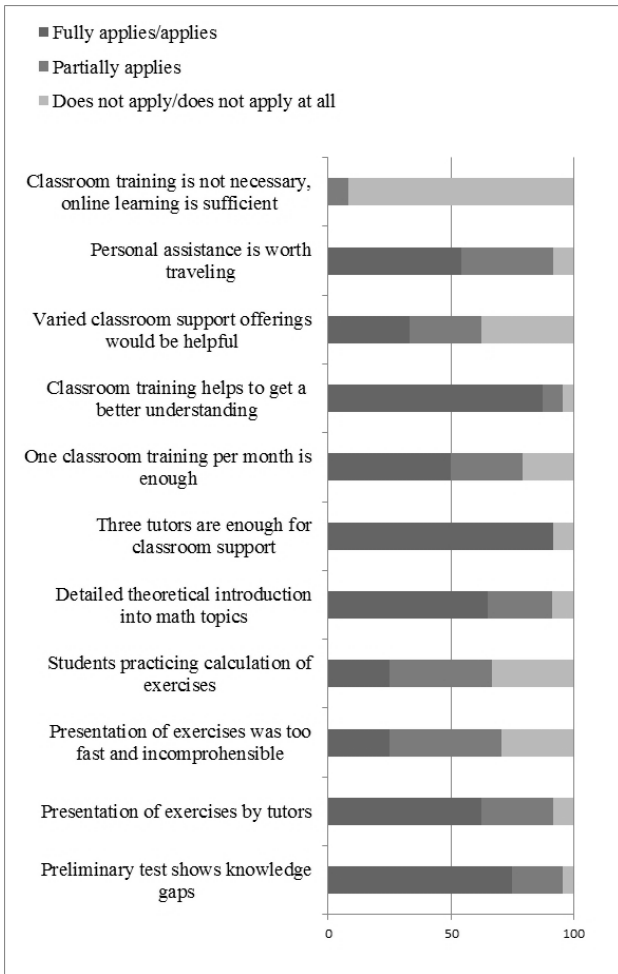 Fully applies/applies
Partially applies
Does not apply/does not apply at all
Classroom training is not necessary,
online learning is sufficient
Personal assistance is worth
traveling
Varied classroom support offerings
would be helpful
Classroom training helps to get a
better understanding
One classroom training per month is
enough
Three tutors are enough for
classroom support
Detailed theoretical introduction
into math topics
Students practicing calculation of
exercises
Presentation of exercises was too
fast and incomprohensible
Presentation of exercises by tutors
Preliminary test shows knowledge
gaps
0 50 100